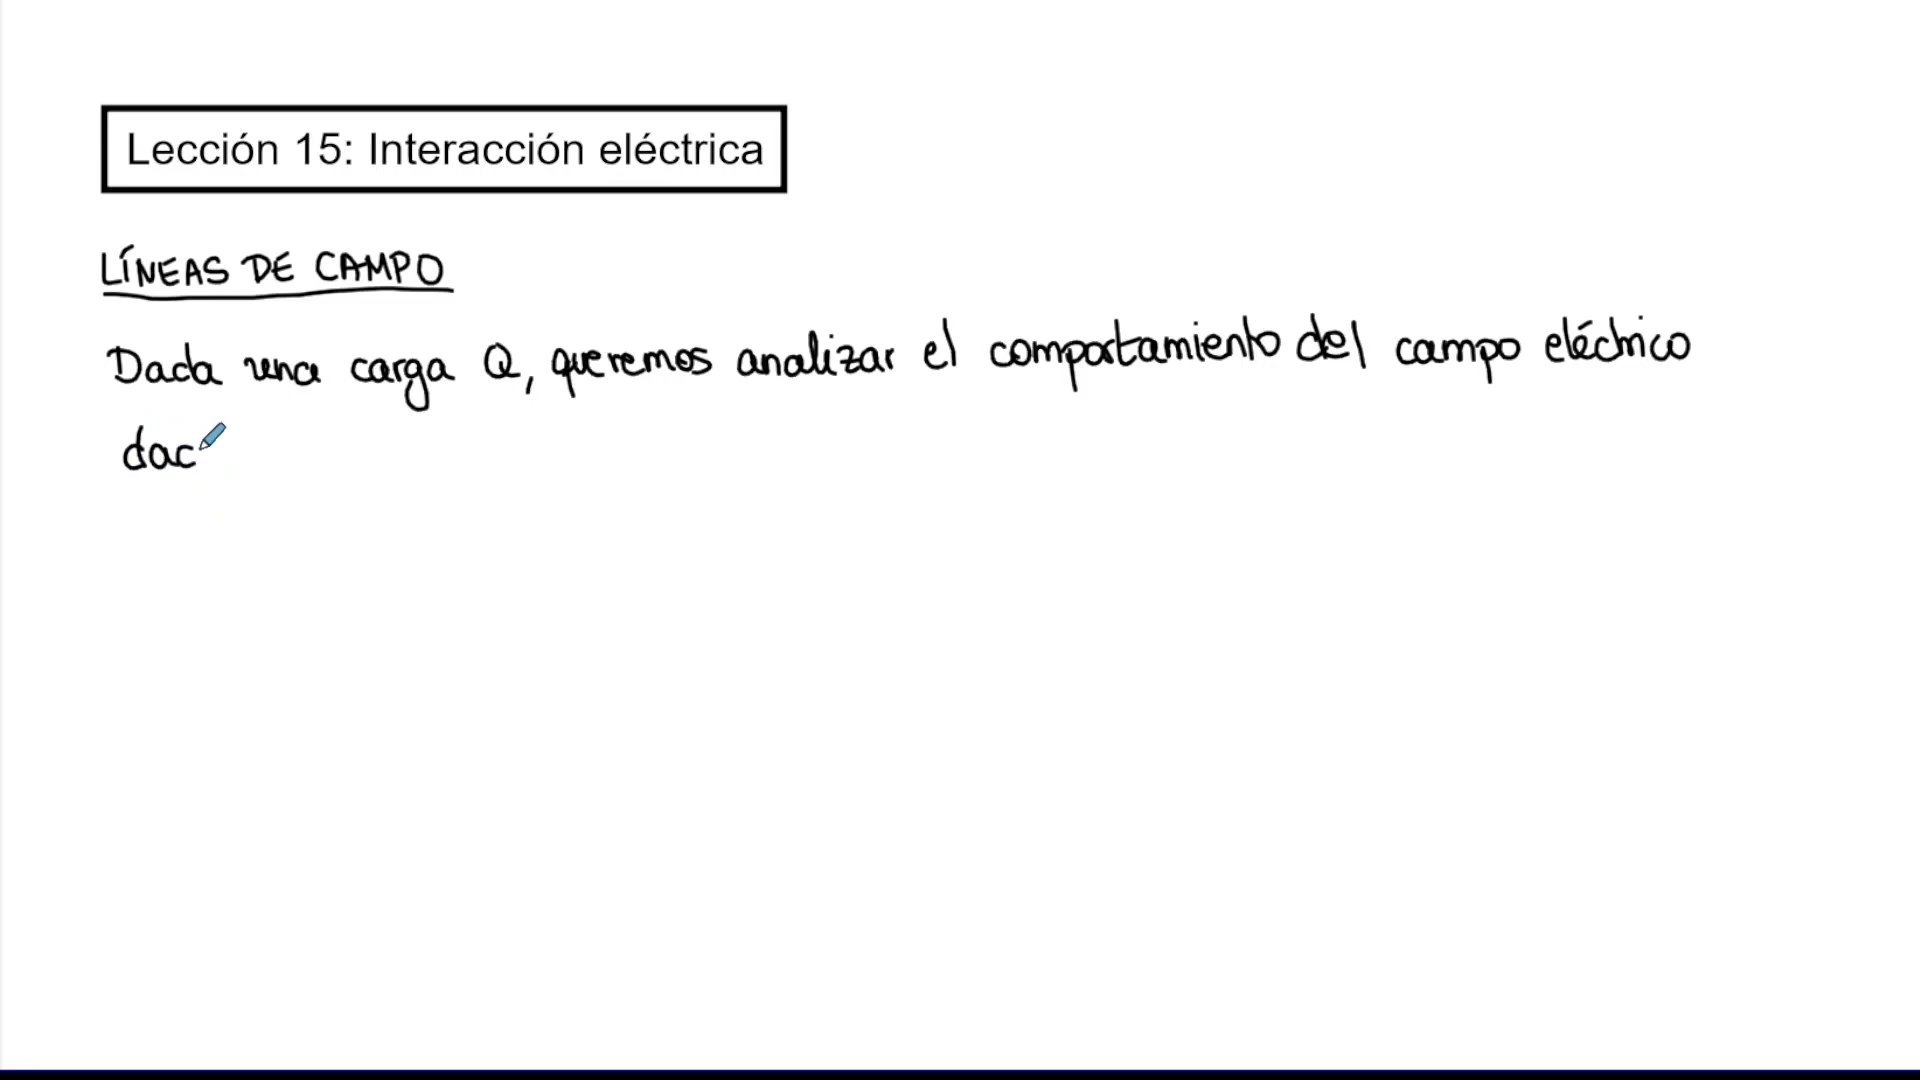 Lección 15: Interacción eléctrica
LÍNEAS DE CAMPO
Dada una carga Q, queremos analizar el comportamiento del campo eléctrico
dac